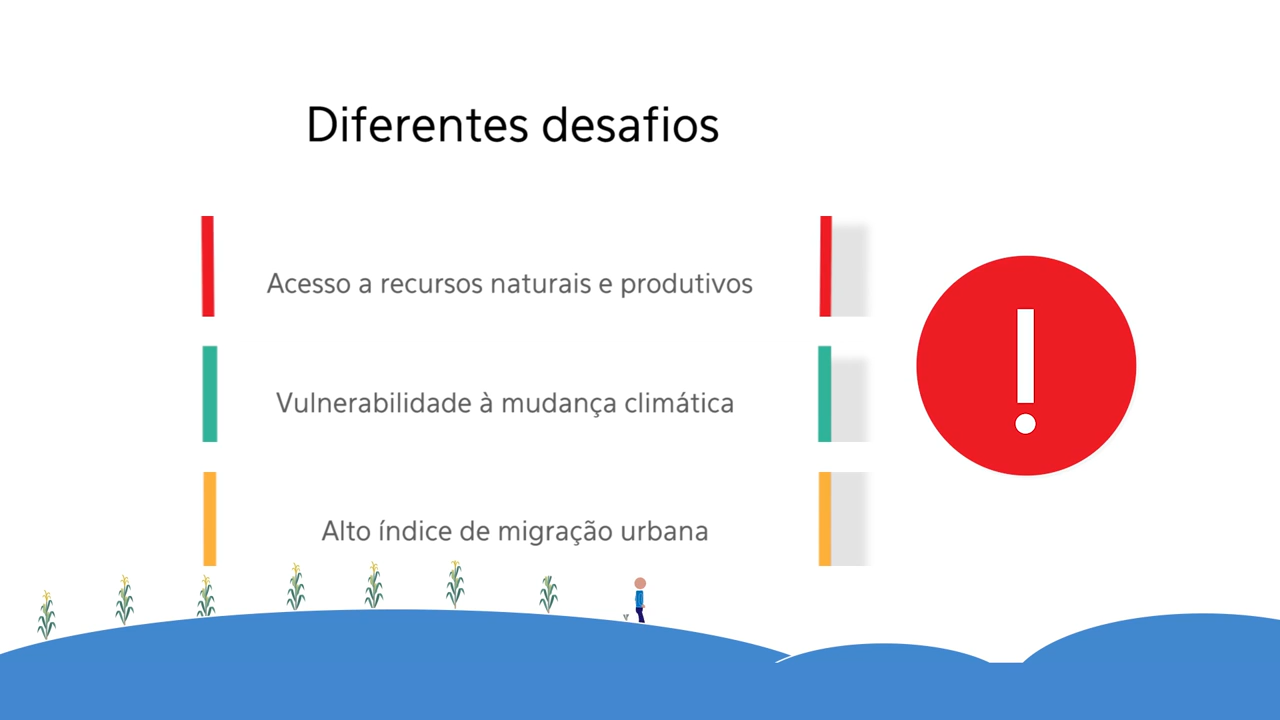 Diferentes desafios
Acesso a recursos naturais e produtivos
Vulnerabilidade à mudança climática
Alto índice de migração urbana